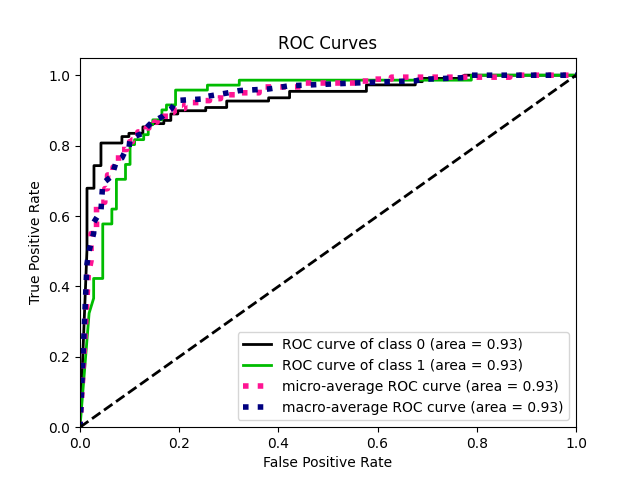 ROC Curves
True Positive Rate
1.0
0.8
0.6
0.4
0.2
0.0
ROC curve of class 0 (area = 0.93)
ROC curve of class 1 (area = 0.93)
micro-average ROC curve (area = 0.93)
macro-average ROC curve (area = 0.93)
0.0 0.2 0.4 0.6 0.8 1.0
False Positive Rate